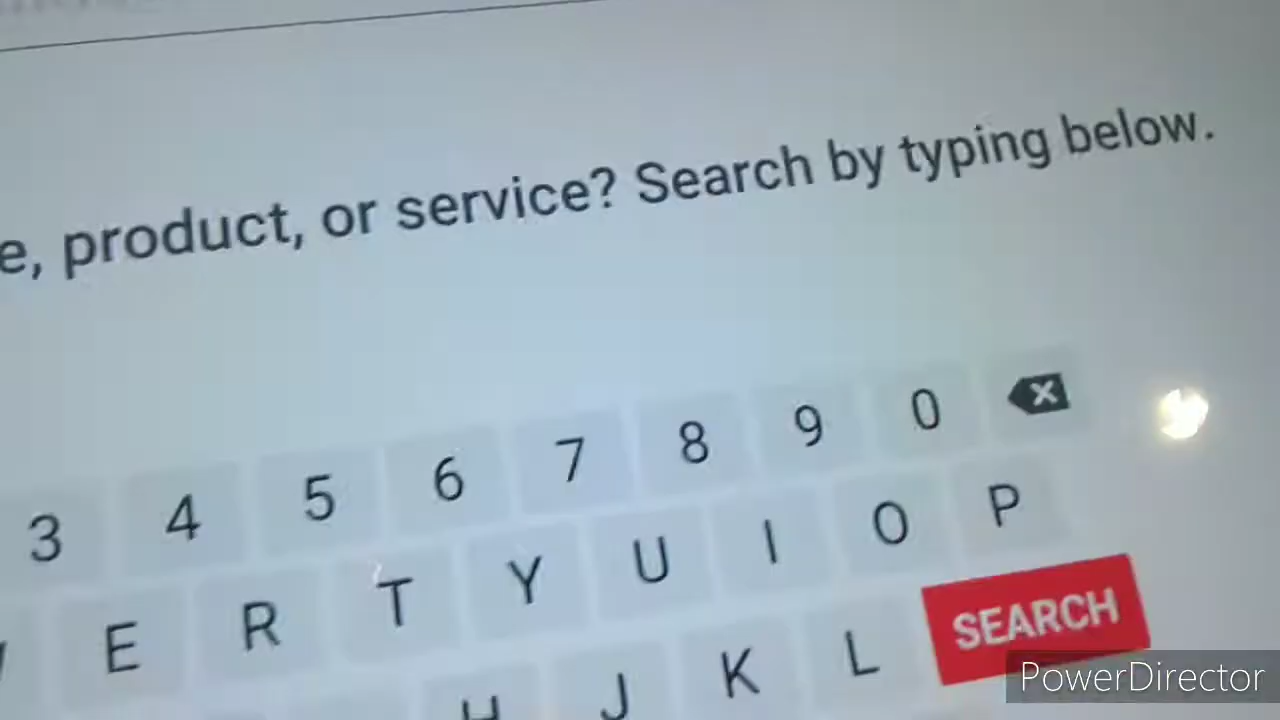 product, or service? Search by typing below.
3 4 5 6 7 8 9 0
E R T Y U I O P
H J K L SEARCH
PowerDirector